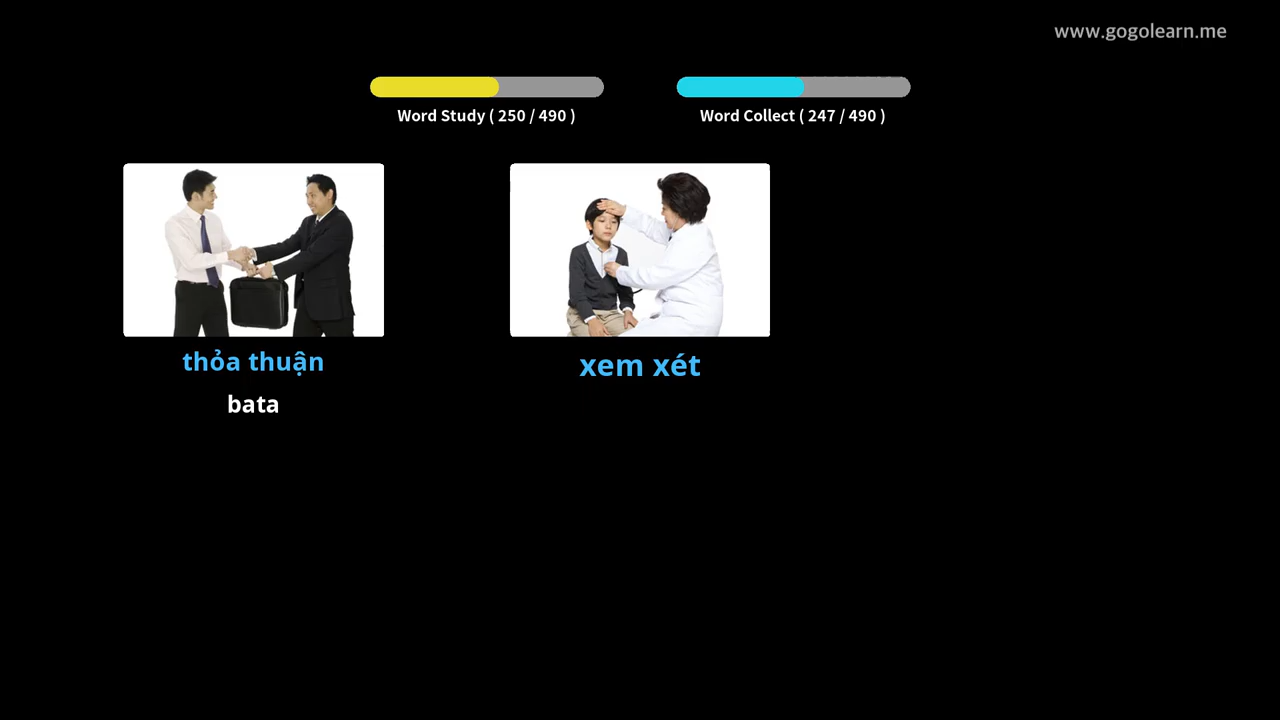 www.gogolearn.me
Word Study ( 250 / 490 )
Word Collect ( 247 / 490 )
thỏa thuận
bata
xem xét